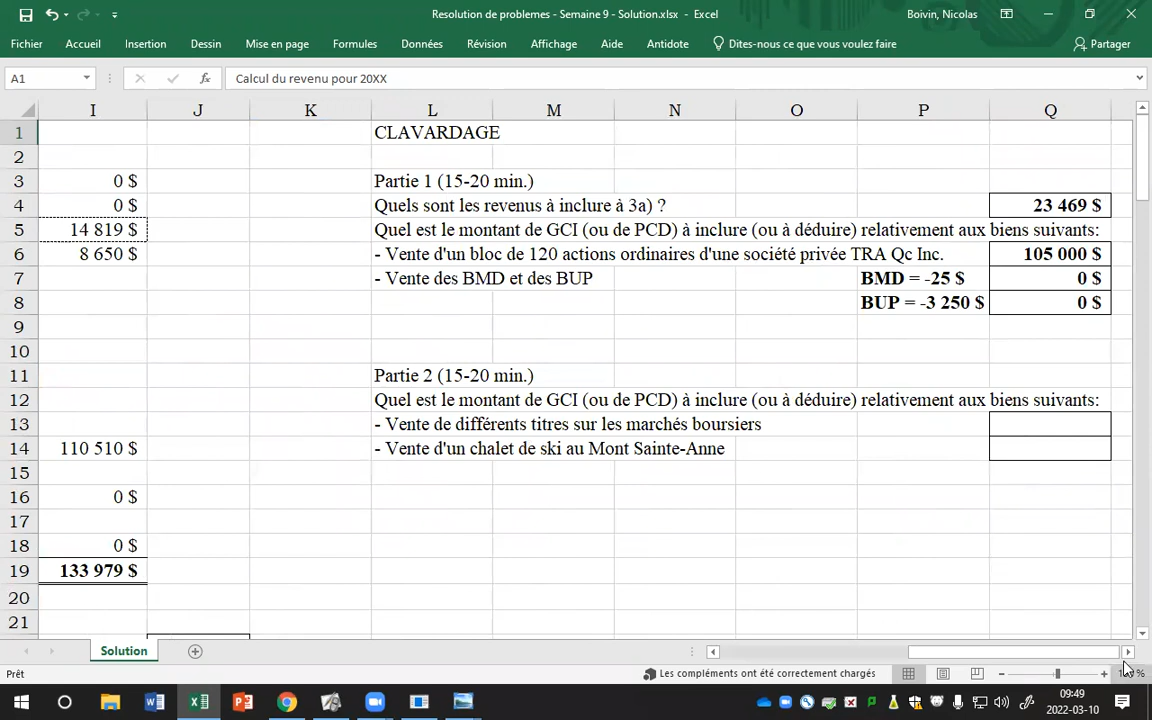 Resolution de problemes - Semaine 9 - Solution.xlsx - Excel
Boivin, Nicolas
Fichier Accueil Insertion Dessin Mise en page Formules Données Révision Affichage Aide Antidote Dites-nous ce que vous voulez faire Partager
A1 fx Calcul du revenu pour 20XX
I J K L M N O P Q
1 CLAVARDAGE
2
3 0 $ Partie 1 (15-20 min.)
4 0 $ Quels sont les revenus à inclure à 3a) ? 23 469 $
5 14 819 $ Quel est le montant de GCI (ou de PCD) à inclure (ou à déduire) relativement aux biens suivants:
6 8 650 $ - Vente d'un bloc de 120 actions ordinaires d'une société privée TRA Qc Inc. 105 000 $
7 - Vente des BMD et des BUP BMD = -25 $ 0 $
8 BUP = -3 250 $ 0 $
9
10
11 Partie 2 (15-20 min.)
12 Quel est le montant de GCI (ou de PCD) à inclure (ou à déduire) relativement aux biens suivants:
13 - Vente de différents titres sur les marchés boursiers
14 110 510 $ - Vente d'un chalet de ski au Mont Sainte-Anne
15
16 0 $
17
18 0 $
19 133 979 $
20
21
Solution
Prêt Les compléments ont été correctement chargés
09:49
2022-03-10